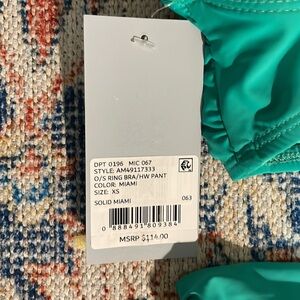 DPT 0196 MIC 067
STYLE: AM49117333
O/S RING BRA/HW PANT
COLOR: MIAMI
SIZE: XS
SOLID MIAMI
063
0 888491 809384
MSRP $114.00